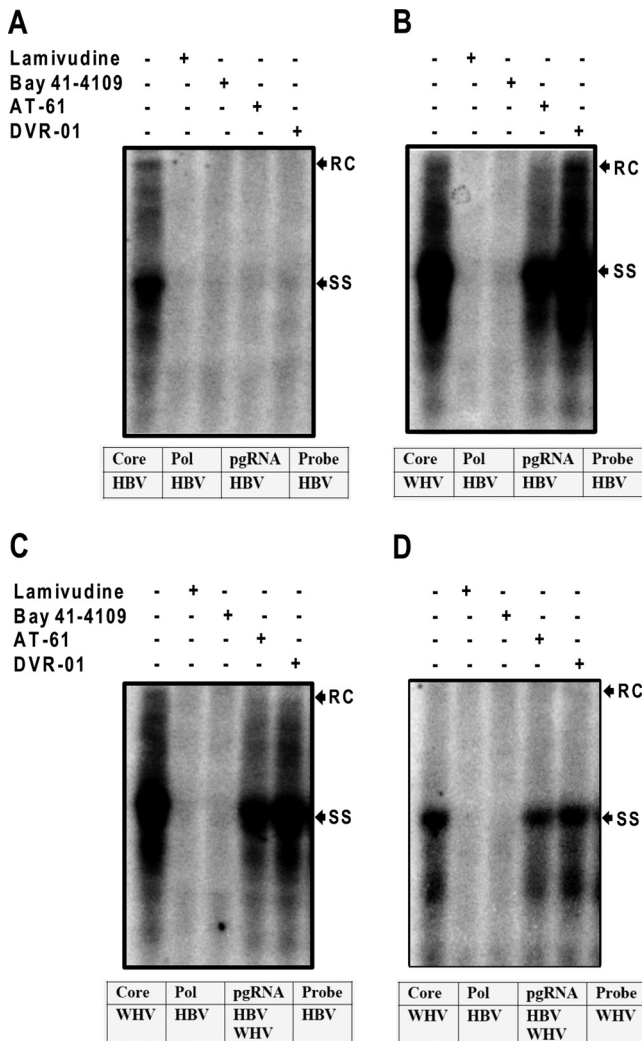 A
Lamivudine - + - - -
Bay 41-4109 - - + - -
AT-61 - - - + -
DVR-01 - - - - +
RC
SS
Core Pol pgRNA Probe
HBV HBV HBV HBV
B
- + - - -
- - + - -
- - - + -
- - - - +
RC
SS
Core Pol pgRNA Probe
WHV HBV HBV HBV
C
Lamivudine - + - - -
Bay 41-4109 - - + - -
AT-61 - - - + -
DVR-01 - - - - +
RC
SS
Core Pol pgRNA Probe
WHV HBV HBV HBV
WHV
D
- + - - -
- - + - -
- - - + -
- - - - +
RC
SS
Core Pol pgRNA Probe
WHV HBV HBV WHV
WHV